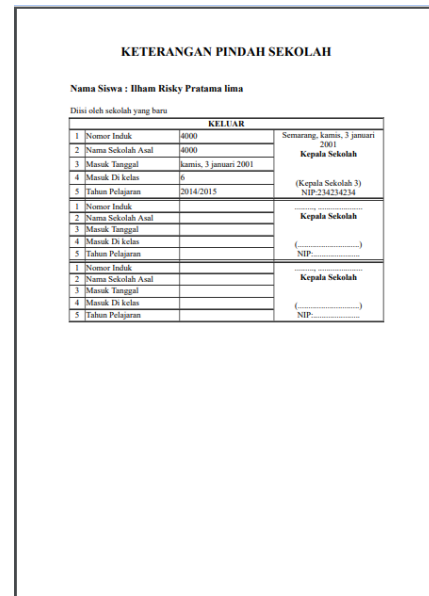 KETERANGAN PINDAH SEKOLAH
Nama Siswa : Ilham Risky Pratama lima
Diisi oleh sekolah yang baru
KELUAR
1 Nomor Induk 4000
2 Nama Sekolah Asal 4000
3 Masuk Tanggal kamis, 3 januari 2001
4 Masuk Di kelas 6
5 Tahun Pelajaran 2014/2015
Semarang, kamis, 3 januari
2001
Kepala Sekolah
(Kepala Sekolah 3)
NIP:234234234
1 Nomor Induk
2 Nama Sekolah Asal
3 Masuk Tanggal
4 Masuk Di kelas
5 Tahun Pelajaran
........, ......................
Kepala Sekolah
(.............................)
NIP:......................
1 Nomor Induk
2 Nama Sekolah Asal
3 Masuk Tanggal
4 Masuk Di kelas
5 Tahun Pelajaran
........, ......................
Kepala Sekolah
(.............................)
NIP:......................